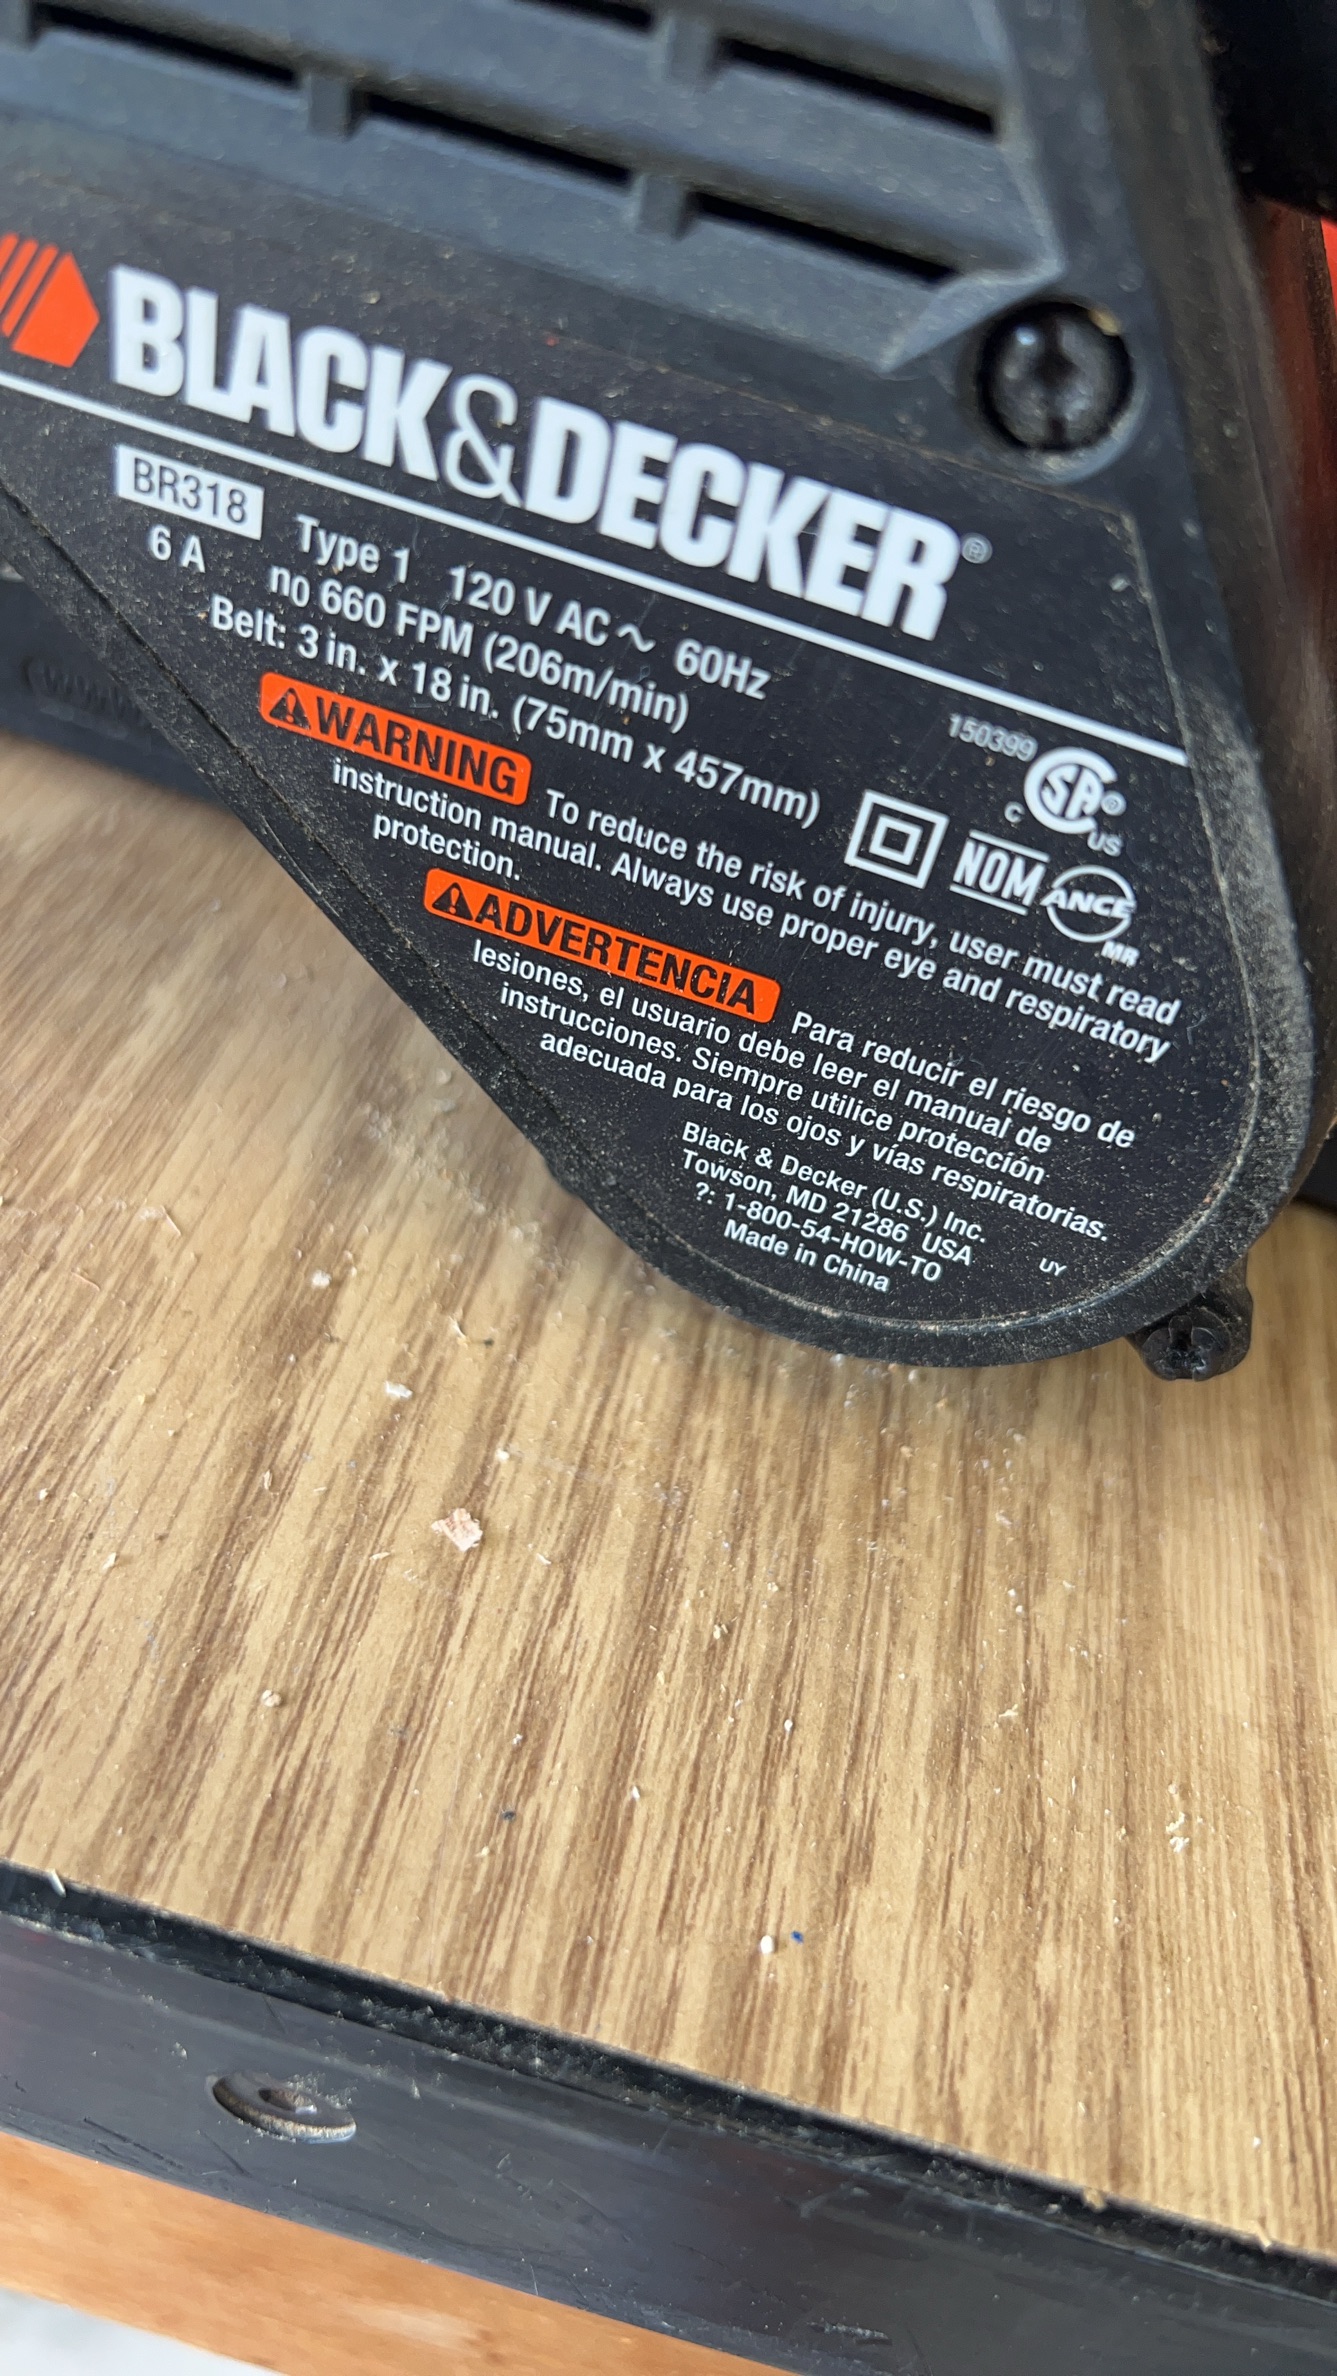 BLACK&DECKER®
BR318 Type 1 120 V AC ~ 60Hz
6 A no 660 FPM (206m/min)
Belt: 3 in. x 18 in. (75mm x 457mm)
150399
SA®
C US
NOM
ANCE
MR
WARNING To reduce the risk of injury, user must read
instruction manual. Always use proper eye and respiratory
protection.
ADVERTENCIA Para reducir el riesgo de
lesiones, el usuario debe leer el manual de
instrucciones. Siempre utilice protección
adecuada para los ojos y vías respiratorias.
Black & Decker (U.S.) Inc.
Towson, MD 21286 USA
?: 1-800-54-HOW-TO
Made in China
UY